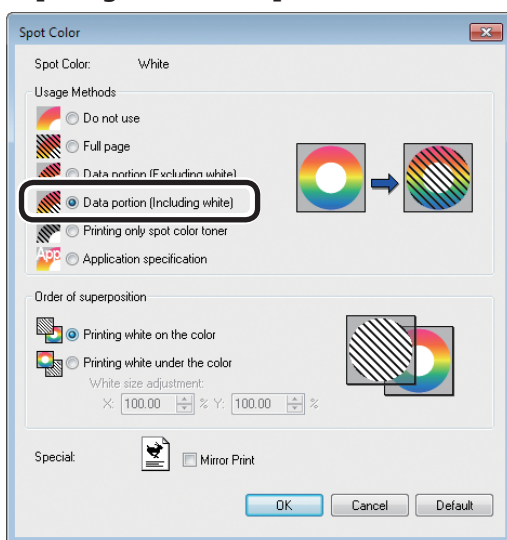 Spot Color
Spot Color: White
Usage Methods
Do not use
Full page
Data portion (Excluding white)
Data portion (Including white)
Printing only spot color toner
App Application specification
Order of superposition
Printing white on the color
Printing white under the color
White size adjustment:
X: 100.00 % Y: 100.00 %
Special: Mirror Print
OK Cancel Default